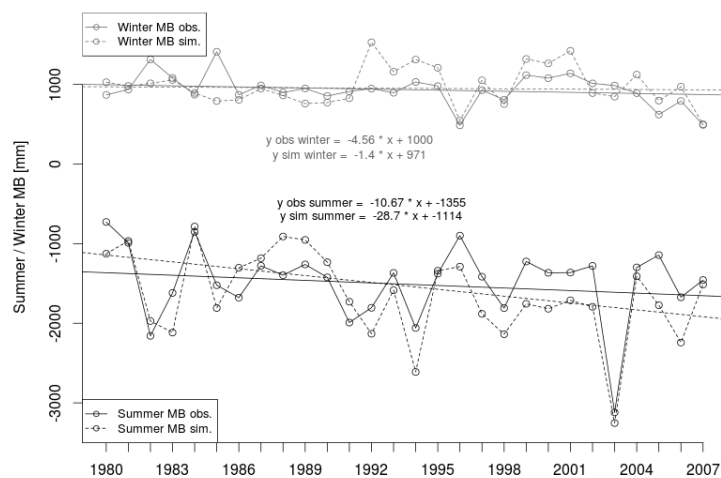 Winter MB obs.
Winter MB sim.
1000
0
-1000
-2000
-3000
Summer / Winter MB [mm]
y obs winter = -4.56 * x + 1000
y sim winter = -1.4 * x + 971
y obs summer = -10.67 * x + -1355
y sim summer = -28.7 * x + -1114
Summer MB obs.
Summer MB sim.
1980 1983 1986 1989 1992 1995 1998 2001 2004 2007